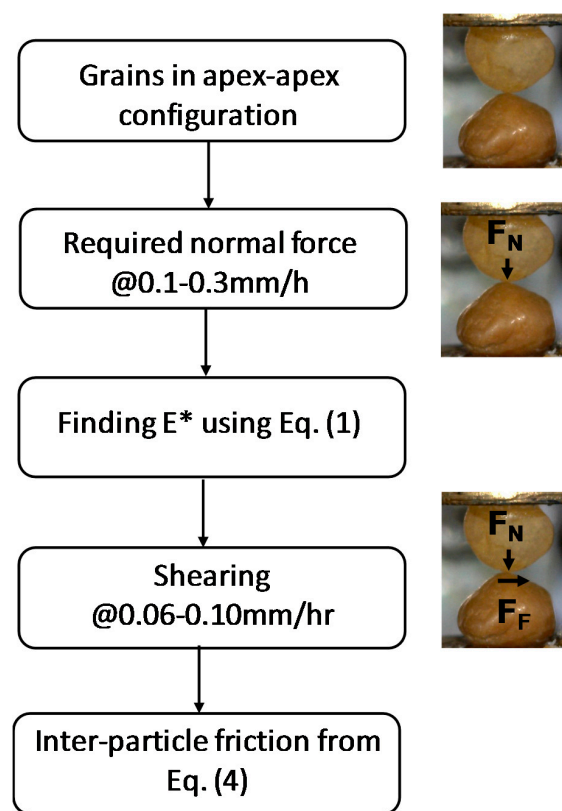 Grains in apex-apex
configuration
Required normal force
@0.1-0.3mm/h
F_N
Finding E* using Eq. (1)
Shearing
@0.06-0.10mm/hr
F_N
F_F
Inter-particle friction from
Eq. (4)